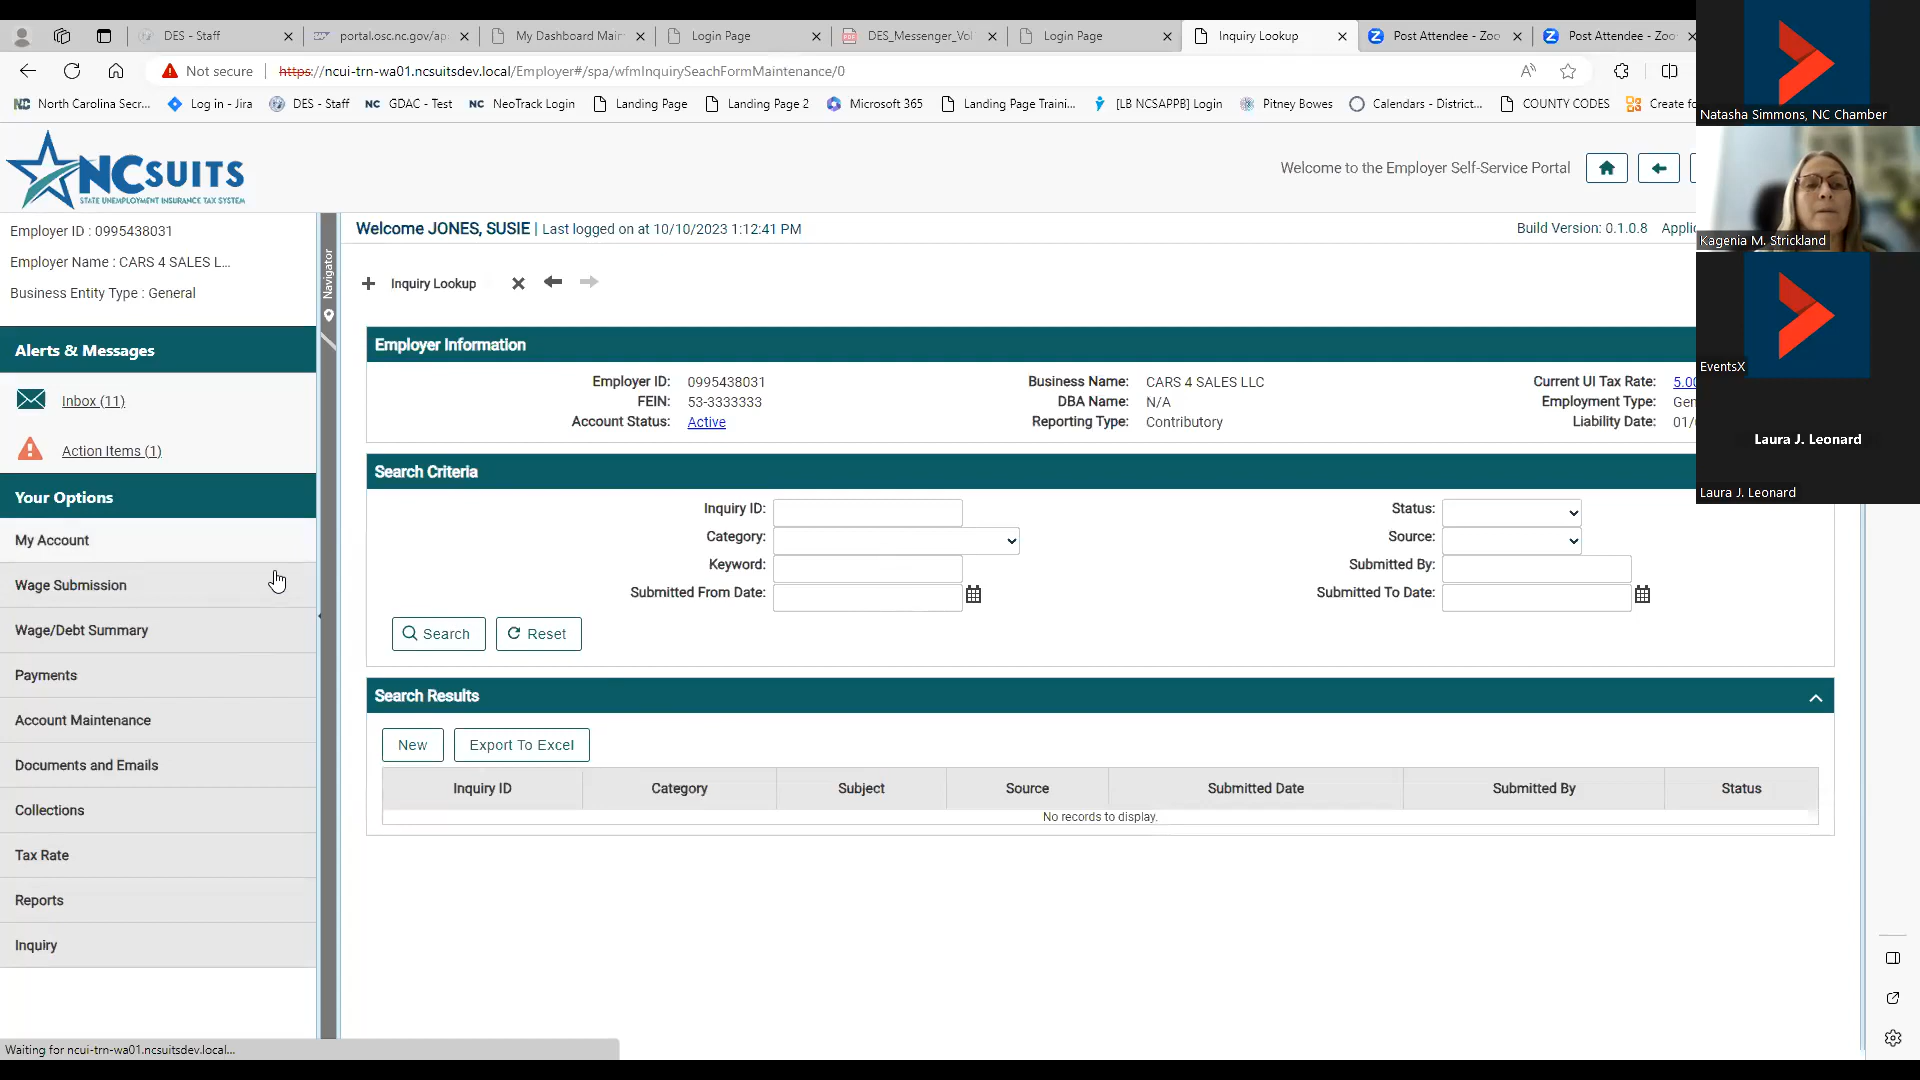 DES - Staff
portal.osc.nc.gov/ap
My Dashboard Main
Login Page
DES_Messenger_Vol
Login Page
Inquiry Lookup
Post Attendee - Zoo
Post Attendee - Zoo
Not secure
https://ncui-trn-wa01.ncsuitsdev.local/Employer#/spa/wfmInquirySeachFormMaintenance/0
NC North Carolina Secr...
Log in - Jira
DES - Staff
NC GDAC - Test
NC NeoTrack Login
Landing Page
Landing Page 2
Microsoft 365
Landing Page Traini...
[LB NCSAPPB] Login
Pitney Bowes
Calendars - District...
COUNTY CODES
Create fo
Natasha Simmons, NC Chamber
Kagenia M. Strickland
EventsX
Laura J. Leonard
Laura J. Leonard
NCSUITS
STATE UNEMPLOYMENT INSURANCE TAX SYSTEM
Welcome to the Employer Self-Service Portal
Employer ID : 0995438031
Employer Name : CARS 4 SALES L...
Business Entity Type : General
Alerts & Messages
Inbox (11)
Action Items (1)
Your Options
My Account
Wage Submission
Wage/Debt Summary
Payments
Account Maintenance
Documents and Emails
Collections
Tax Rate
Reports
Inquiry
Navigator
Welcome JONES, SUSIE | Last logged on at 10/10/2023 1:12:41 PM
Build Version: 0.1.0.8 Applic
Inquiry Lookup
Employer Information
Employer ID: 0995438031
Business Name: CARS 4 SALES LLC
Current UI Tax Rate: 5.00
FEIN: 53-3333333
DBA Name: N/A
Employment Type: Gen
Account Status: Active
Reporting Type: Contributory
Liability Date: 01/
Search Criteria
Inquiry ID:
Status:
Category:
Source:
Keyword:
Submitted By:
Submitted From Date:
Submitted To Date:
Search
Reset
Search Results
New
Export To Excel
Inquiry ID Category Subject Source Submitted Date Submitted By Status
No records to display.
Waiting for ncui-trn-wa01.ncsuitsdev.local...